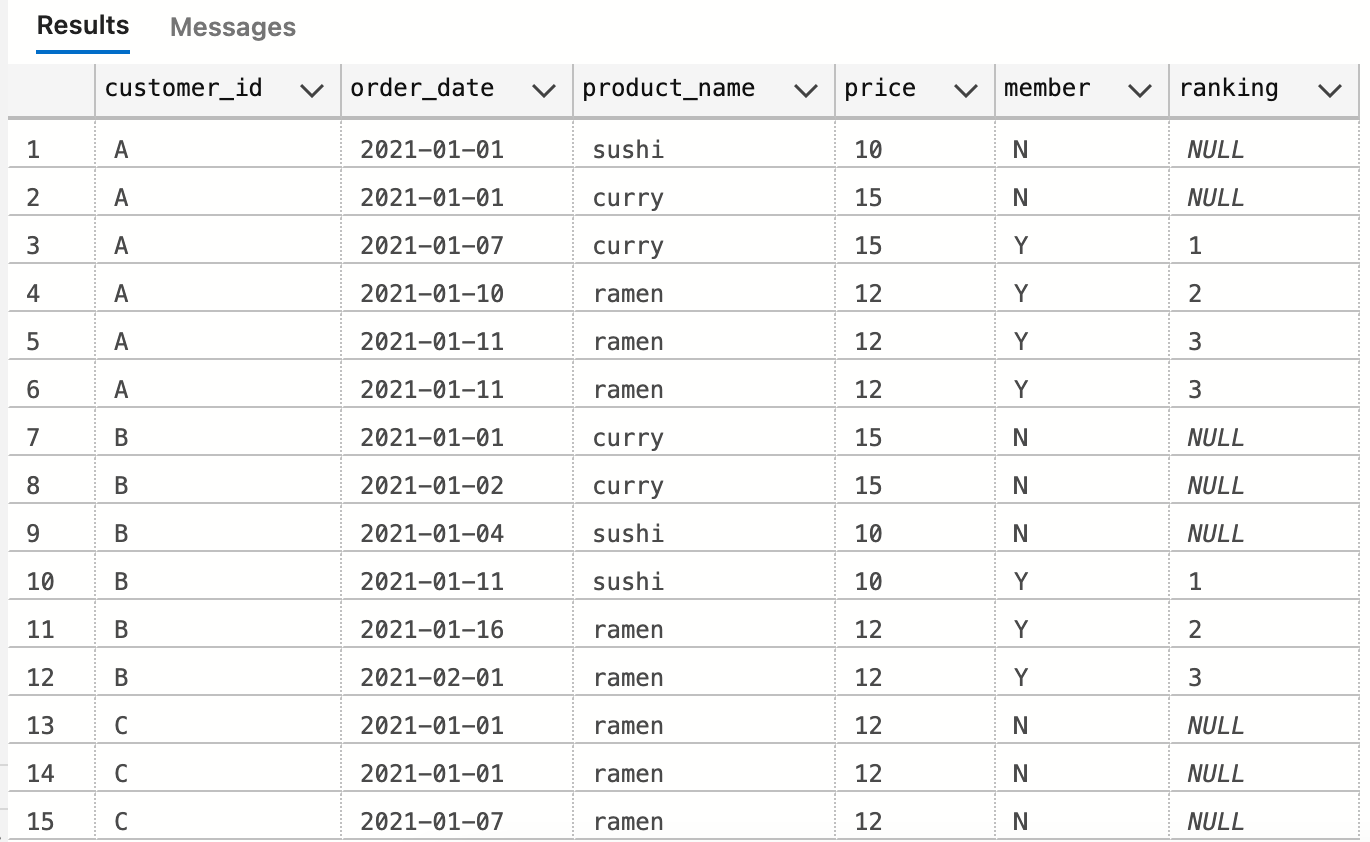 Results Messages
customer_id order_date product_name price member ranking
1 A 2021-01-01 sushi 10 N NULL
2 A 2021-01-01 curry 15 N NULL
3 A 2021-01-07 curry 15 Y 1
4 A 2021-01-10 ramen 12 Y 2
5 A 2021-01-11 ramen 12 Y 3
6 A 2021-01-11 ramen 12 Y 3
7 B 2021-01-01 curry 15 N NULL
8 B 2021-01-02 curry 15 N NULL
9 B 2021-01-04 sushi 10 N NULL
10 B 2021-01-11 sushi 10 Y 1
11 B 2021-01-16 ramen 12 Y 2
12 B 2021-02-01 ramen 12 Y 3
13 C 2021-01-01 ramen 12 N NULL
14 C 2021-01-01 ramen 12 N NULL
15 C 2021-01-07 ramen 12 N NULL